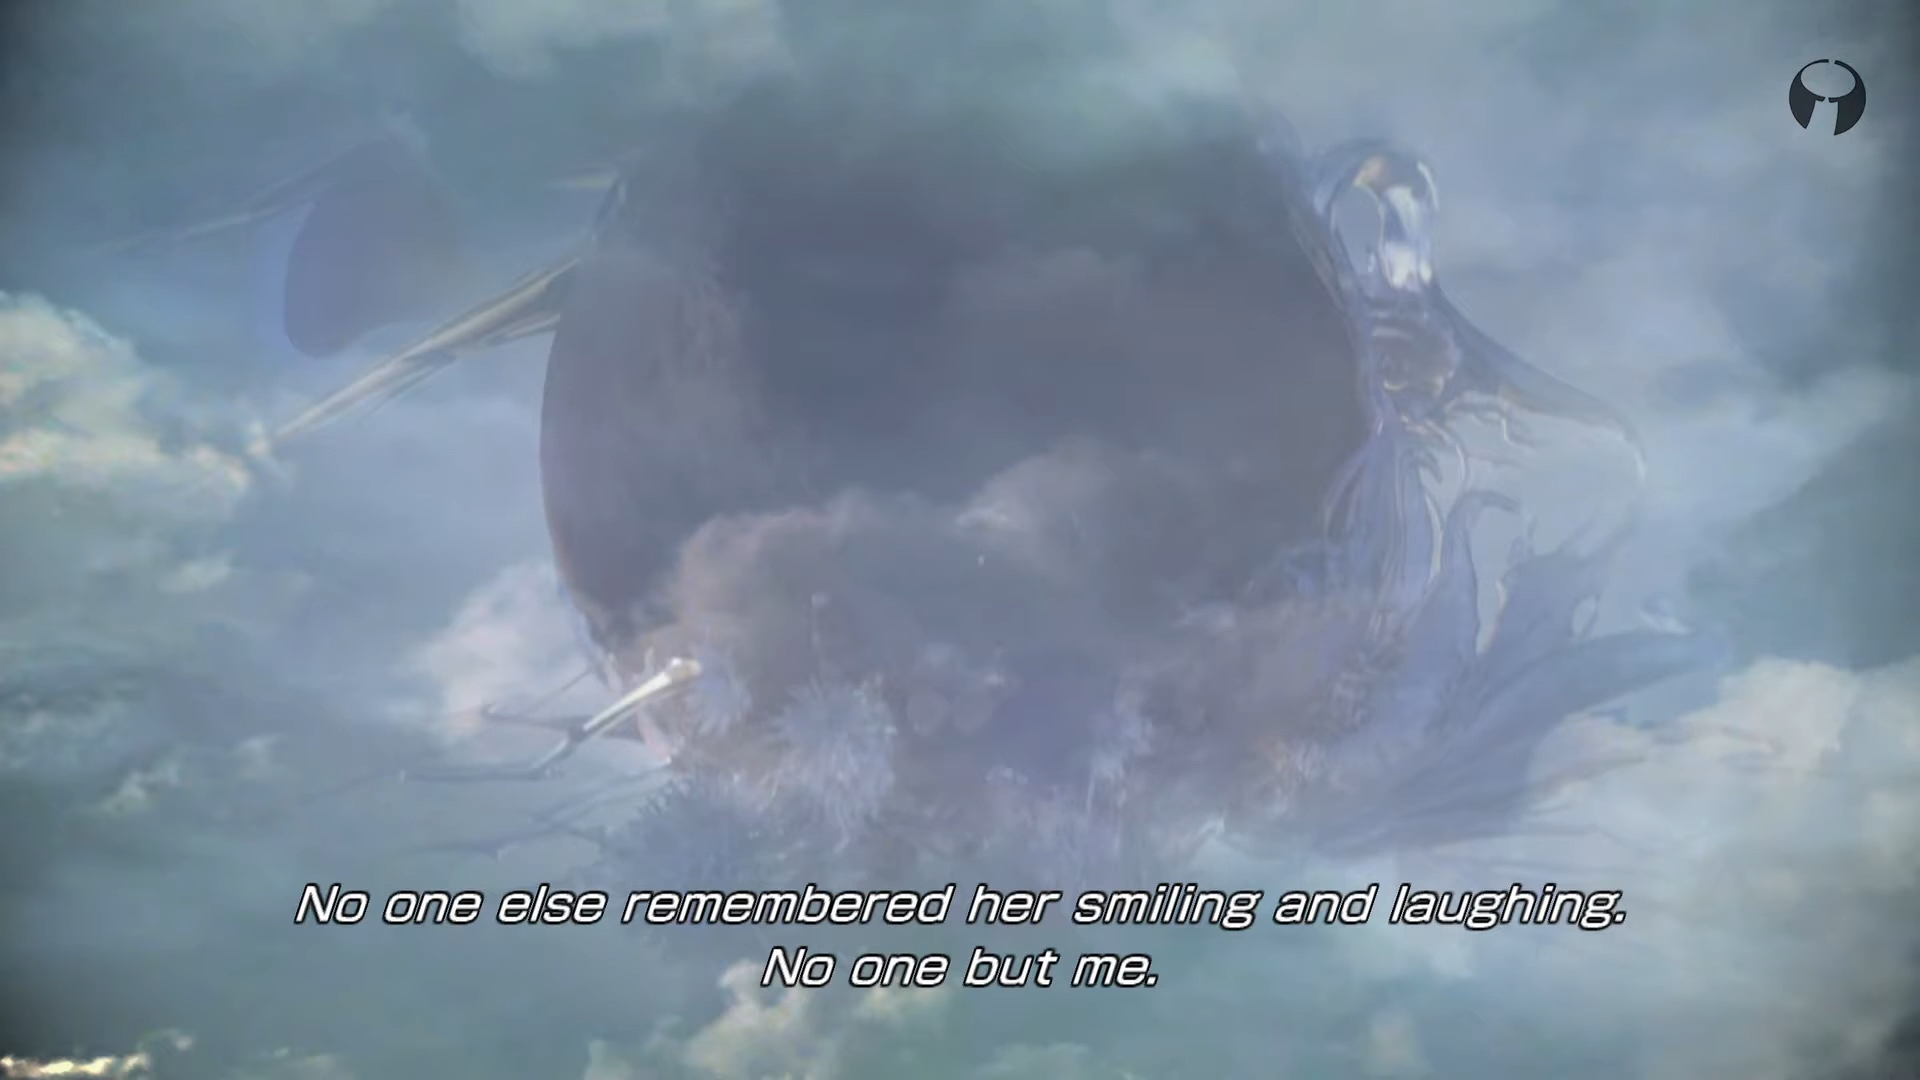 No one else remembered her smiling and laughing.
No one but me.